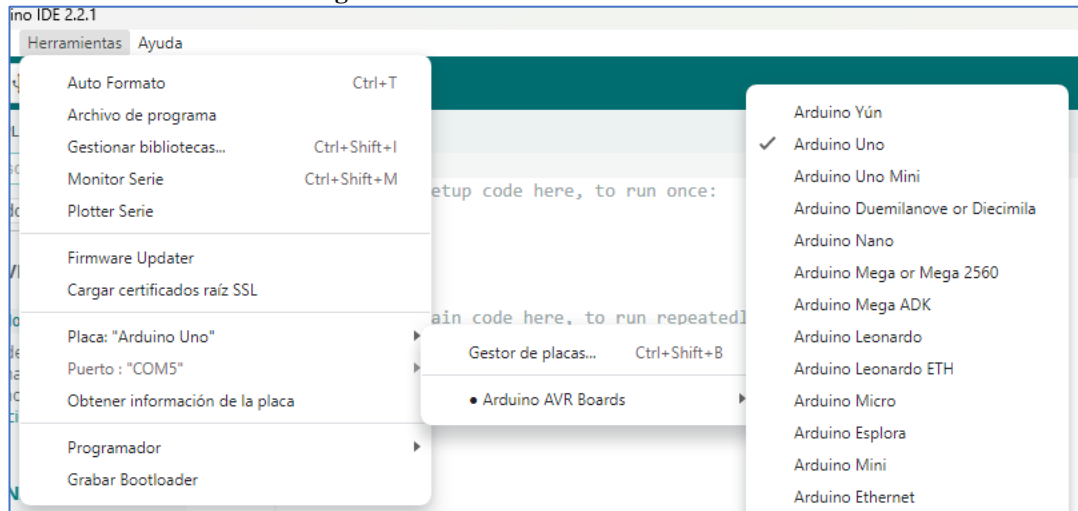 ino IDE 2.2.1
Herramientas Ayuda
Auto Formato Ctrl+T
Archivo de programa
Gestionar bibliotecas... Ctrl+Shift+I
Monitor Serie Ctrl+Shift+M
Plotter Serie
Firmware Updater
Cargar certificados raíz SSL
Placa: "Arduino Uno"
Puerto : "COM5"
Obtener información de la placa
Programador
Grabar Bootloader
etup code here, to run once:
ain code here, to run repeatedl
Gestor de placas... Ctrl+Shift+B
● Arduino AVR Boards
Arduino Yún
✓ Arduino Uno
Arduino Uno Mini
Arduino Duemilanove or Diecimila
Arduino Nano
Arduino Mega or Mega 2560
Arduino Mega ADK
Arduino Leonardo
Arduino Leonardo ETH
Arduino Micro
Arduino Esplora
Arduino Mini
Arduino Ethernet